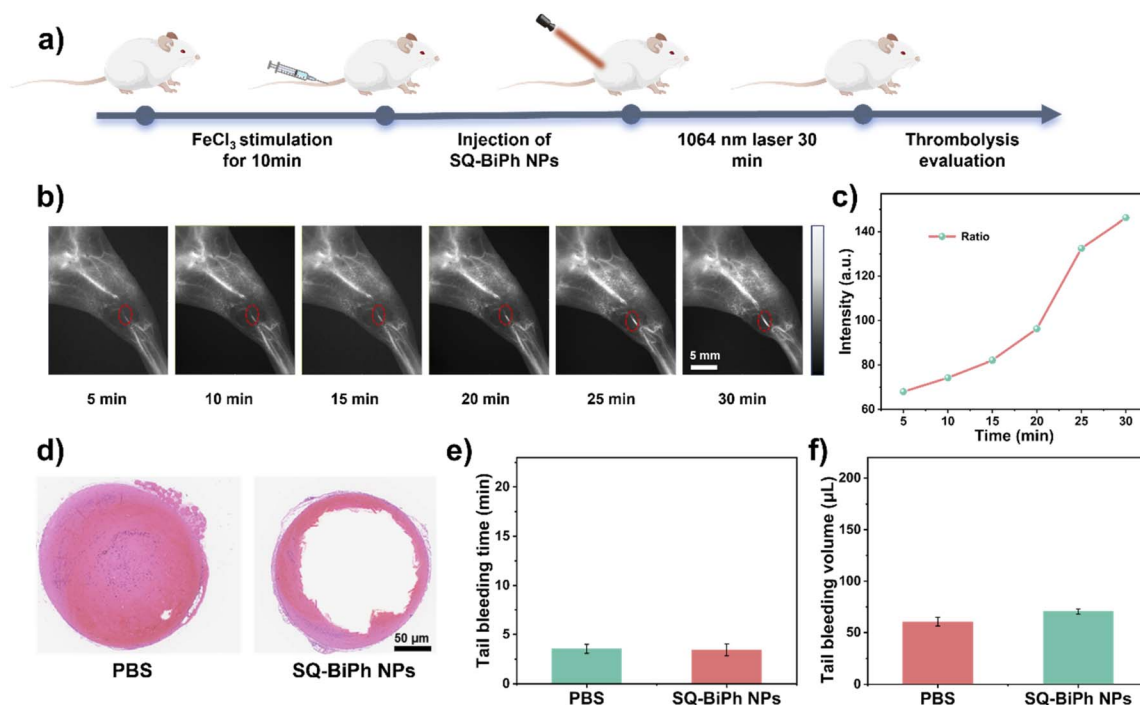 a)
FeCl₃ stimulation
for 10min
Injection of
SQ-BiPh NPs
1064 nm laser 30
min
Thrombolysis
evaluation
b)
5 mm
5 min
10 min
15 min
20 min
25 min
30 min
c)
Ratio
Intensity (a.u.)
140
120
100
80
60
5
10
15
20
25
30
Time (min)
d)
50 µm
PBS
SQ-BiPh NPs
e)
Tail bleeding time (min)
20
15
10
5
0
PBS
SQ-BiPh NPs
f)
Tail bleeding volume (µL)
200
150
100
50
0
PBS
SQ-BiPh NPs